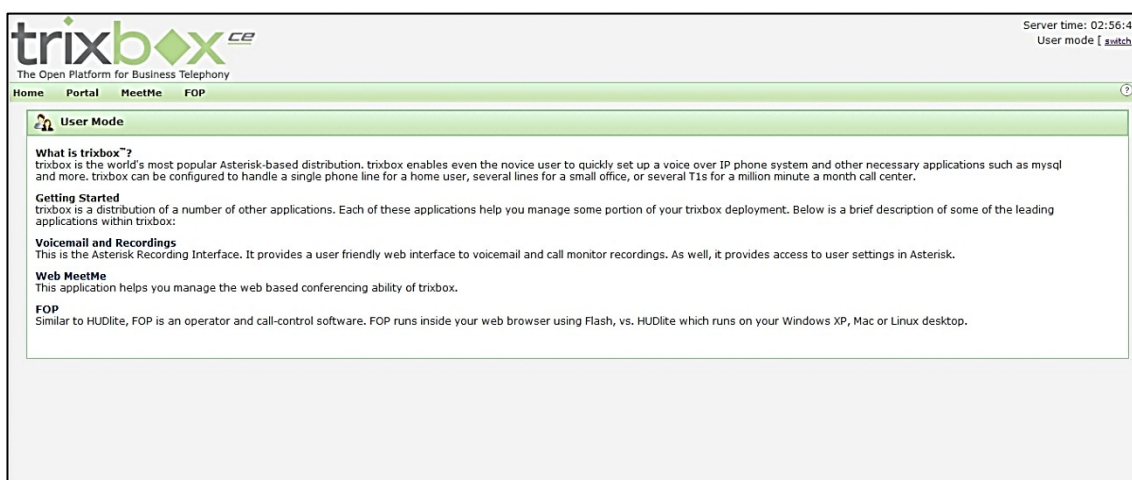 trixbox ce
The Open Platform for Business Telephony
Server time: 02:56:4
User mode [ switch
Home Portal MeetMe FOP ?
User Mode
What is trixbox™?
trixbox is the world's most popular Asterisk-based distribution. trixbox enables even the novice user to quickly set up a voice over IP phone system and other necessary applications such as mysql
and more. trixbox can be configured to handle a single phone line for a home user, several lines for a small office, or several T1s for a million minute a month call center.
Getting Started
trixbox is a distribution of a number of other applications. Each of these applications help you manage some portion of your trixbox deployment. Below is a brief description of some of the leading
applications within trixbox:
Voicemail and Recordings
This is the Asterisk Recording Interface. It provides a user friendly web interface to voicemail and call monitor recordings. As well, it provides access to user settings in Asterisk.
Web MeetMe
This application helps you manage the web based conferencing ability of trixbox.
FOP
Similar to HUDlite, FOP is an operator and call-control software. FOP runs inside your web browser using Flash, vs. HUDlite which runs on your Windows XP, Mac or Linux desktop.